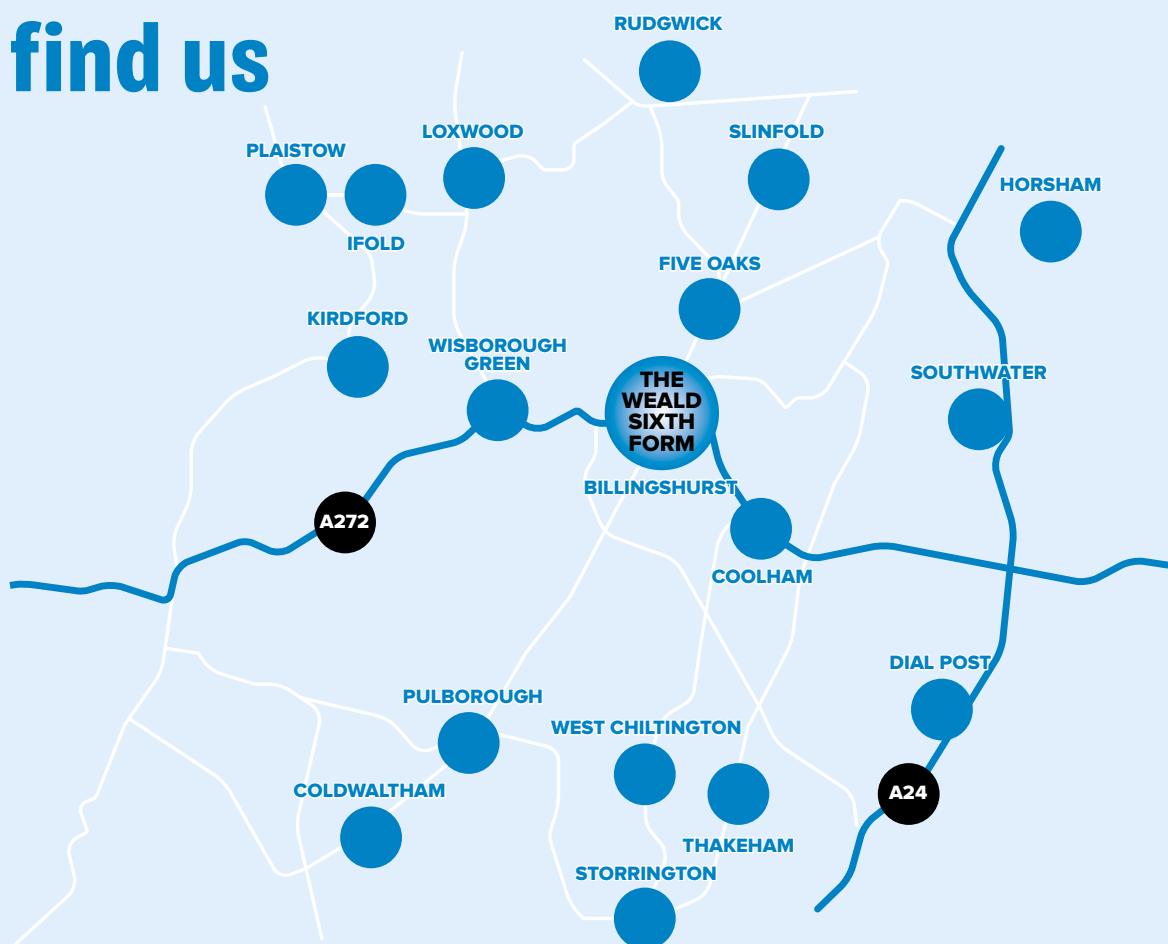 find us
RUDGWICK
LOXWOOD
SLINFOLD
PLAISTOW
HORSHAM
IFOLD
FIVE OAKS
KIRDFORD
WISBOROUGH
GREEN
THE
WEALD
SIXTH
FORM
SOUTHWATER
BILLINGSHURST
A272
COOLHAM
DIAL POST
PULBOROUGH
WEST CHILTINGTON
COLDWALTHAM
A24
THAKEHAM
STORRINGTON